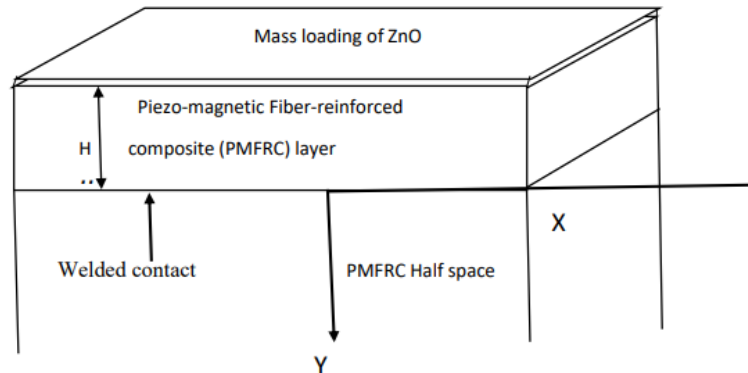 Mass loading of ZnO
Piezo-magnetic Fiber-reinforced
H composite (PMFRC) layer
X
Welded contact
PMFRC Half space
Y